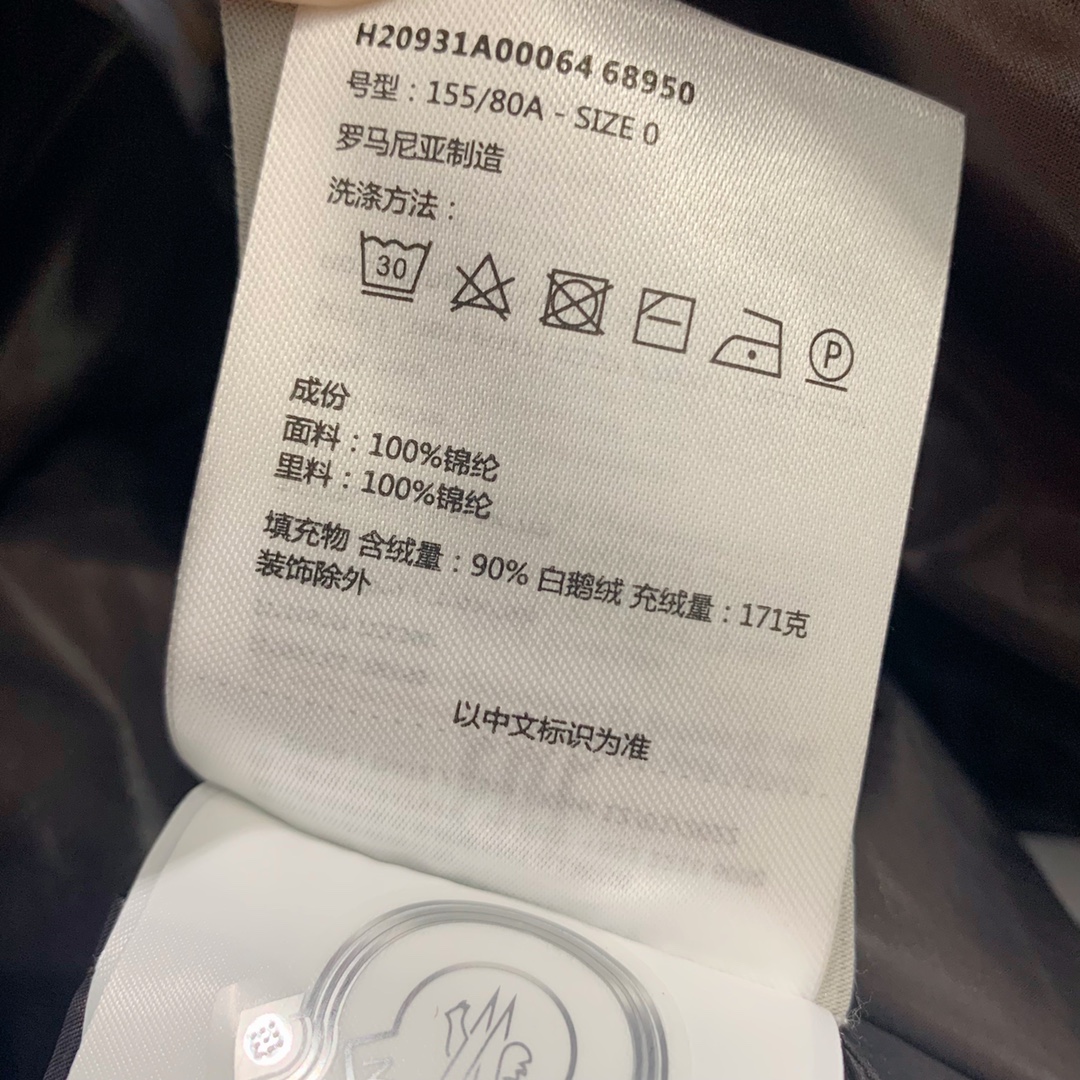 H20931A00064 68950
号型：155/80A - SIZE 0
罗马尼亚制造
洗涤方法：
30
P
成份
面料：100%锦纶
里料：100%锦纶
填充物 含绒量：90% 白鹅绒 充绒量：171克
装饰除外
以中文标识为准